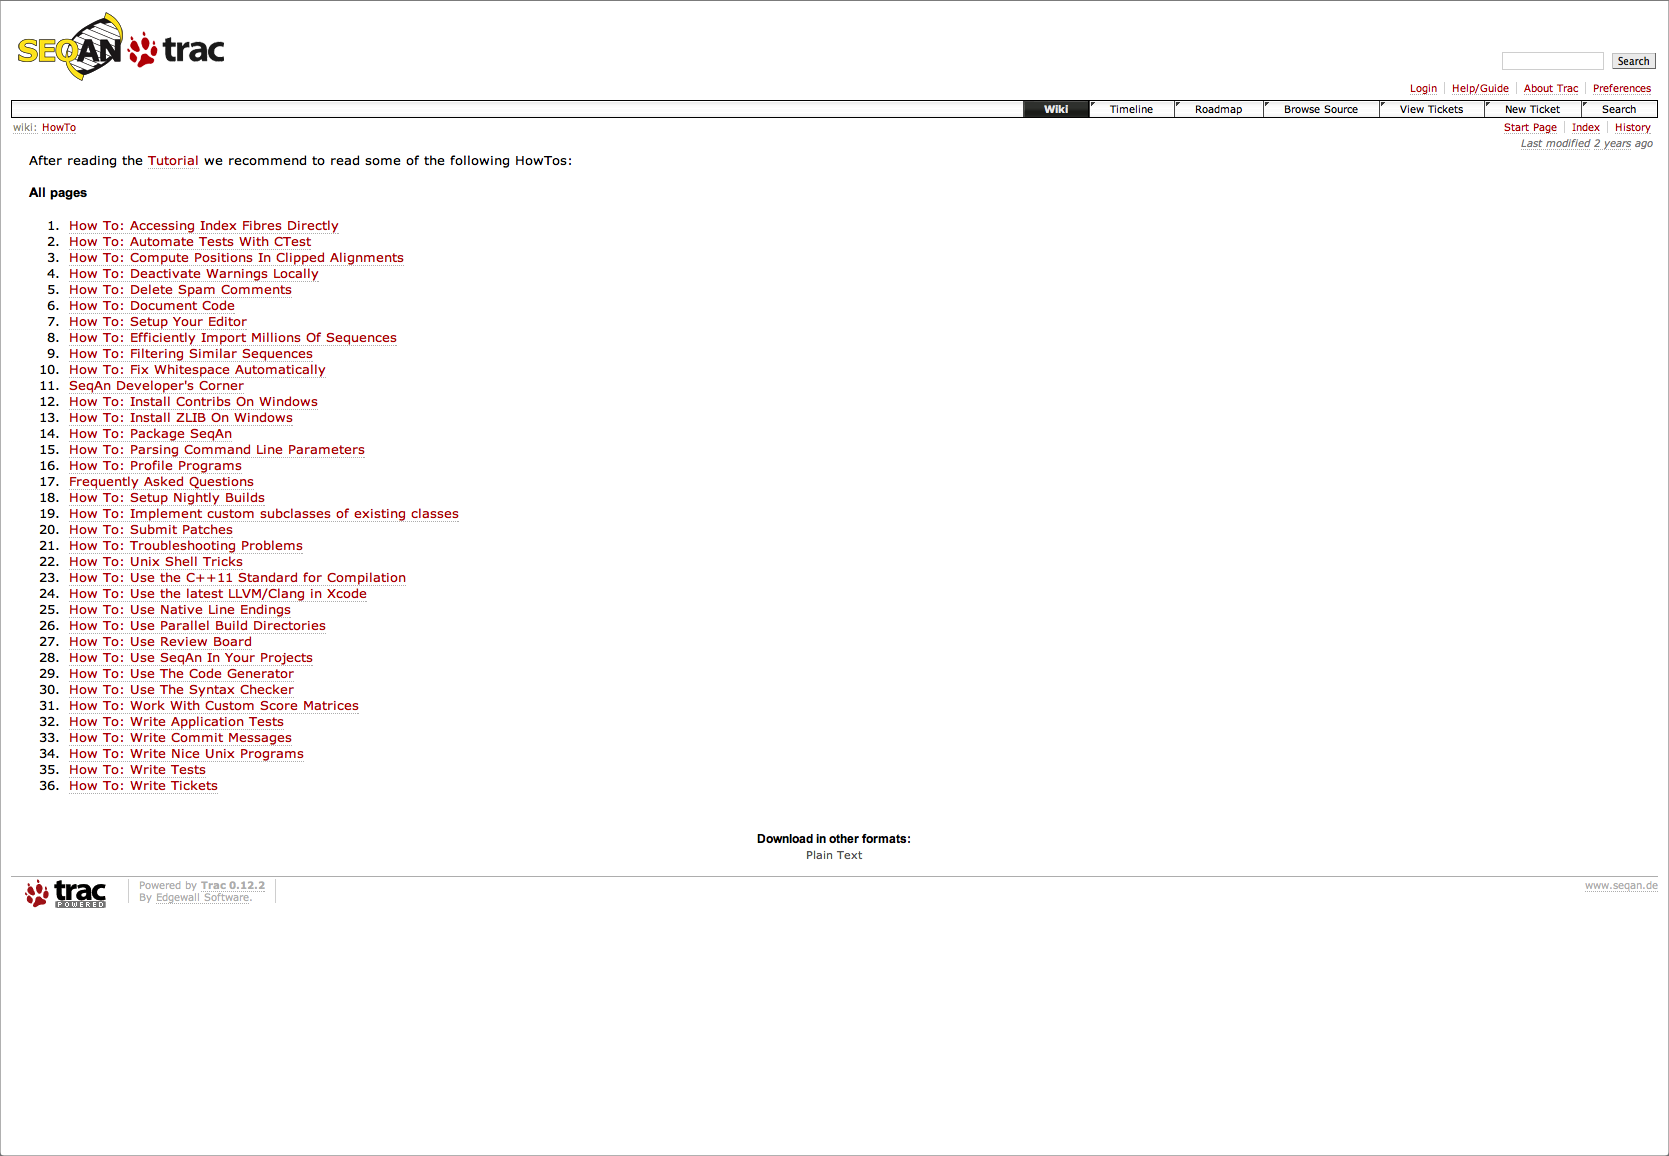 SEQAN trac
Search
Login Help/Guide About Trac Preferences
Wiki Timeline Roadmap Browse Source View Tickets New Ticket Search
wiki: HowTo
Start Page Index History
Last modified 2 years ago
After reading the Tutorial we recommend to read some of the following HowTos:
All pages
1. How To: Accessing Index Fibres Directly
2. How To: Automate Tests With CTest
3. How To: Compute Positions In Clipped Alignments
4. How To: Deactivate Warnings Locally
5. How To: Delete Spam Comments
6. How To: Document Code
7. How To: Setup Your Editor
8. How To: Efficiently Import Millions Of Sequences
9. How To: Filtering Similar Sequences
10. How To: Fix Whitespace Automatically
11. SeqAn Developer's Corner
12. How To: Install Contribs On Windows
13. How To: Install ZLIB On Windows
14. How To: Package SeqAn
15. How To: Parsing Command Line Parameters
16. How To: Profile Programs
17. Frequently Asked Questions
18. How To: Setup Nightly Builds
19. How To: Implement custom subclasses of existing classes
20. How To: Submit Patches
21. How To: Troubleshooting Problems
22. How To: Unix Shell Tricks
23. How To: Use the C++11 Standard for Compilation
24. How To: Use the latest LLVM/Clang in Xcode
25. How To: Use Native Line Endings
26. How To: Use Parallel Build Directories
27. How To: Use Review Board
28. How To: Use SeqAn In Your Projects
29. How To: Use The Code Generator
30. How To: Use The Syntax Checker
31. How To: Work With Custom Score Matrices
32. How To: Write Application Tests
33. How To: Write Commit Messages
34. How To: Write Nice Unix Programs
35. How To: Write Tests
36. How To: Write Tickets
Download in other formats:
Plain Text
trac
POWERED
Powered by Trac 0.12.2
By Edgewall Software.
www.seqan.de